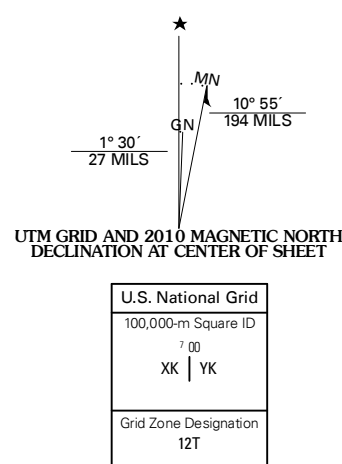 ★
MN
GN
1° 30´
27 MILS
10° 55´
194 MILS
UTM GRID AND 2010 MAGNETIC NORTH
DECLINATION AT CENTER OF SHEET
U.S. National Grid
100,000-m Square ID
7 00
XK | YK
Grid Zone Designation
12T